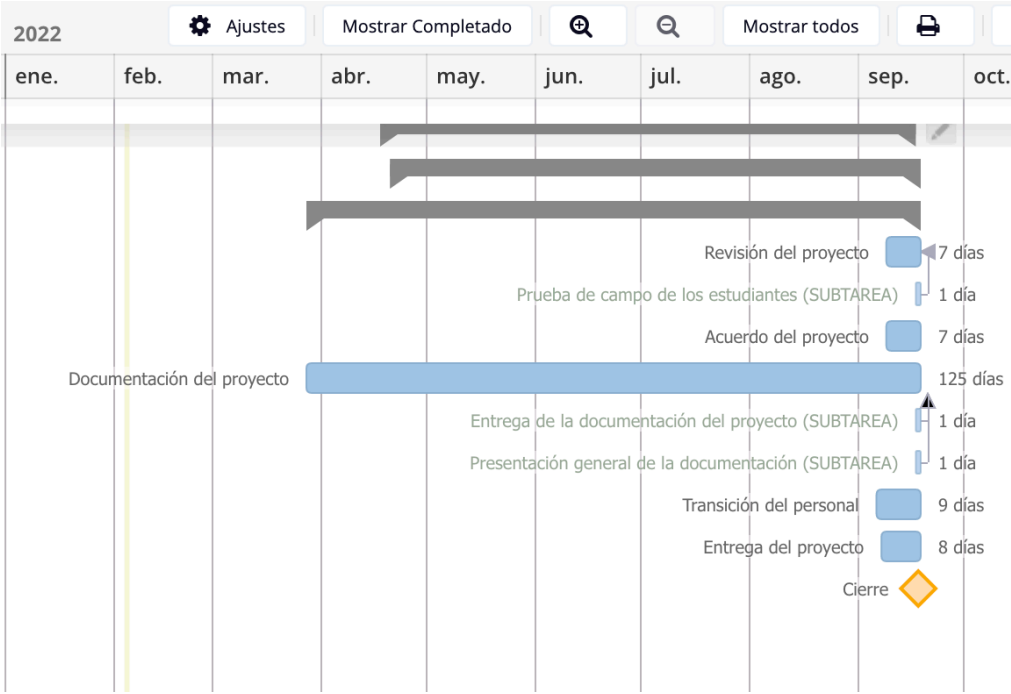 2022
Ajustes
Mostrar Completado
Mostrar todos
ene. feb. mar. abr. may. jun. jul. ago. sep. oct.
Revisión del proyecto 7 días
Prueba de campo de los estudiantes (SUBTAREA) 1 día
Acuerdo del proyecto 7 días
Documentación del proyecto 125 días
Entrega de la documentación del proyecto (SUBTAREA) 1 día
Presentación general de la documentación (SUBTAREA) 1 día
Transición del personal 9 días
Entrega del proyecto 8 días
Cierre